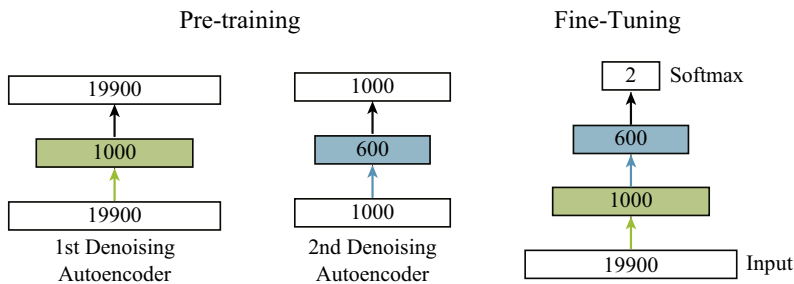 Pre-training
19900
1000
19900
1st Denoising
Autoencoder
1000
600
1000
2nd Denoising
Autoencoder
Fine-Tuning
2 Softmax
600
1000
19900 Input